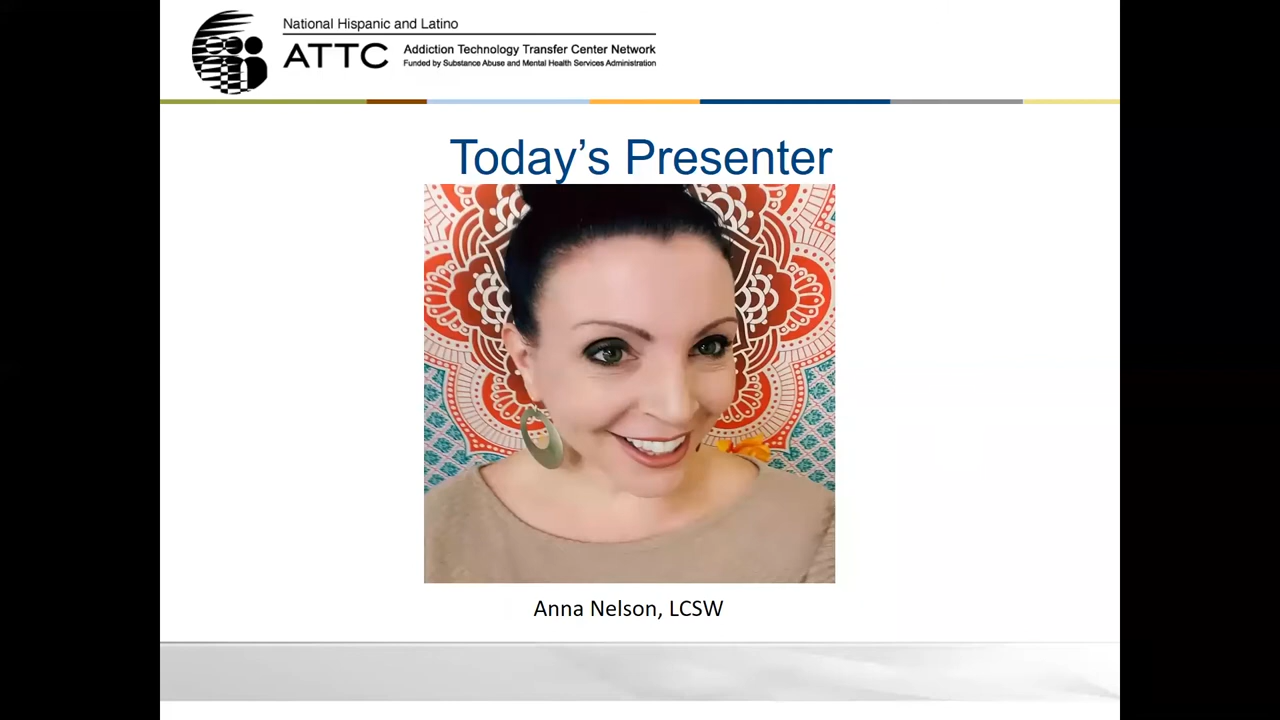 National Hispanic and Latino
ATTC Addiction Technology Transfer Center Network
Funded by Substance Abuse and Mental Health Services Administration
Today’s Presenter
Anna Nelson, LCSW